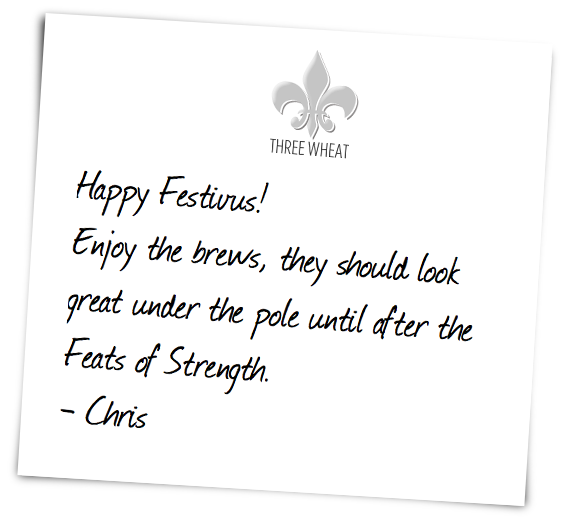 THREE WHEAT
Happy Festivus!
Enjoy the brews, they should look
great under the pole until after the
Feats of Strength.
- Chris